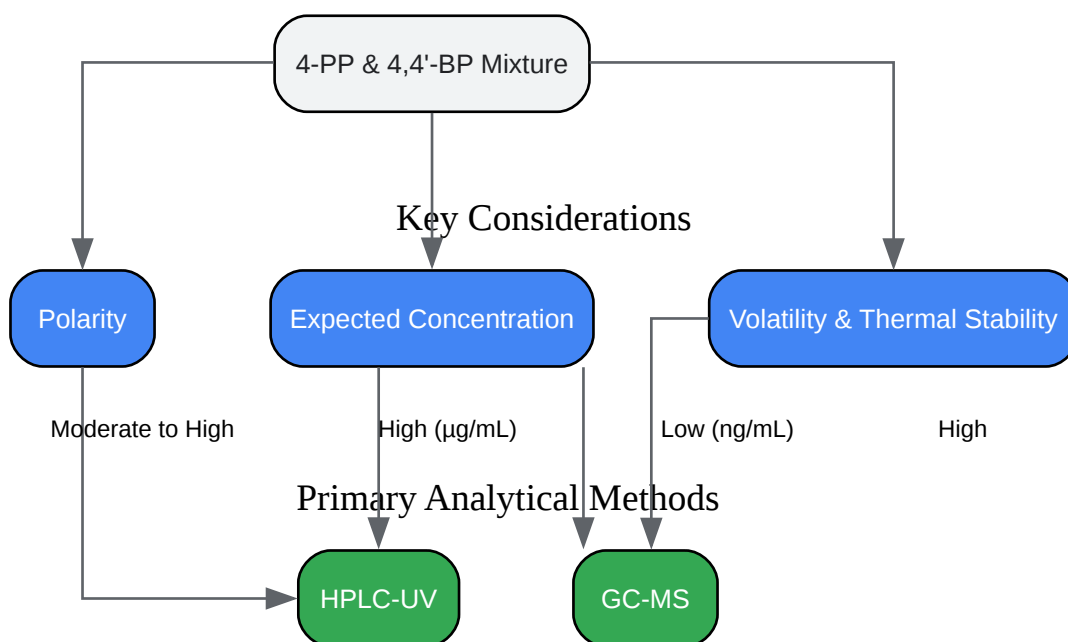 4-PP & 4,4'-BP Mixture
Key Considerations
Polarity
Expected Concentration
Volatility & Thermal Stability
Moderate to High
High (µg/mL)
Low (ng/mL)
High
Primary Analytical Methods
HPLC-UV
GC-MS